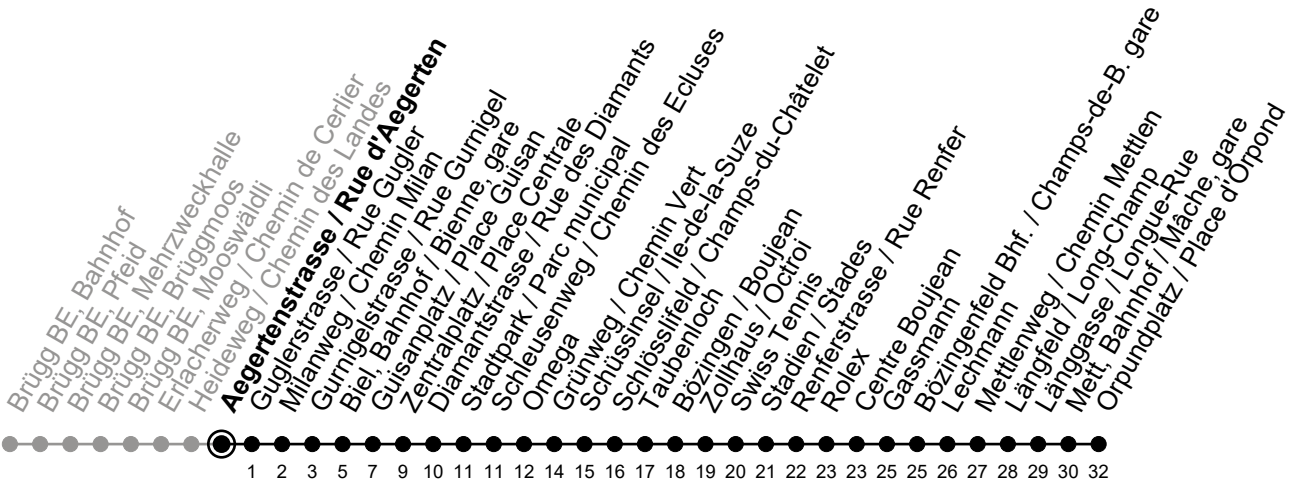 Brügg BE, Bahnhof
Brügg BE, Pfeid
Brügg BE, Mehrzweckhalle
Brügg BE, Brüggmoos
Brügg BE, Mooswäldli
Erlacherweg / Chemin de Cerlier
Heideweg / Chemin des Landes
Aegertenstrasse / Rue d'Aegerten
Guglerstrasse / Rue Gugler
Milanweg / Chemin Milan
Gurnigelstrasse / Rue Gurnigel
Biel, Bahnhof / Bienne, gare
Guisanplatz / Place Guisan
Zentralplatz / Place Centrale
Diamantstrasse / Rue des Diamants
Stadtpark / Parc municipal
Schleusenweg / Chemin des Ecluses
Omega
Grünweg / Chemin Vert
Schüssinsel / Ile-de-la-Suze
Schlösslifeld / Champs-du-Châtelet
Taubenloch
Bözingen / Boujean
Zollhaus / Octroi
Swiss Tennis
Stadien / Stades
Renferstrasse / Rue Renfer
Rolex
Centre Boujean
Gassmann
Bözingenfeld Bhf. / Champs-de-B. gare
Lechmann
Mettlenweg / Chemin Mettlen
Längfeld / Long-Champ
Länggasse / Longue-Rue
Mett, Bahnhof / Mâche, gare
Orpundplatz / Place d'Orpond
1 2 3 5 7 9 10 11 11 12 14 15 16 17 18 19 20 21 22 23 23 25 25 26 27 28 29 30 32